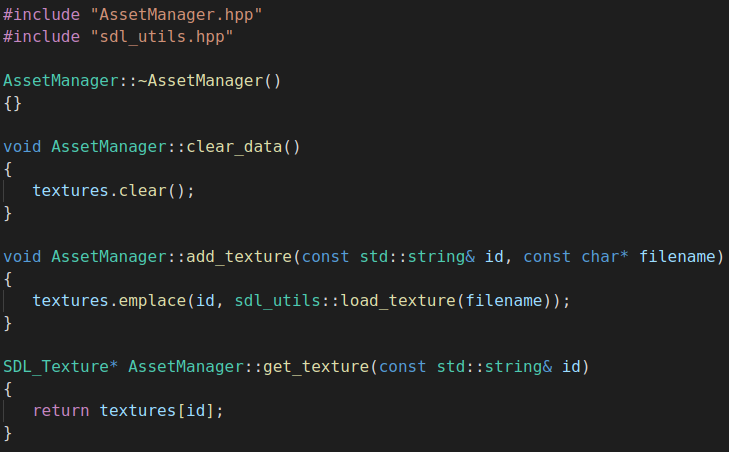 #include "AssetManager.hpp"
#include "sdl_utils.hpp"

AssetManager::~AssetManager()
{}

void AssetManager::clear_data()
{
   textures.clear();
}

void AssetManager::add_texture(const std::string& id, const char* filename)
{
   textures.emplace(id, sdl_utils::load_texture(filename));
}

SDL_Texture* AssetManager::get_texture(const std::string& id)
{
   return textures[id];
}